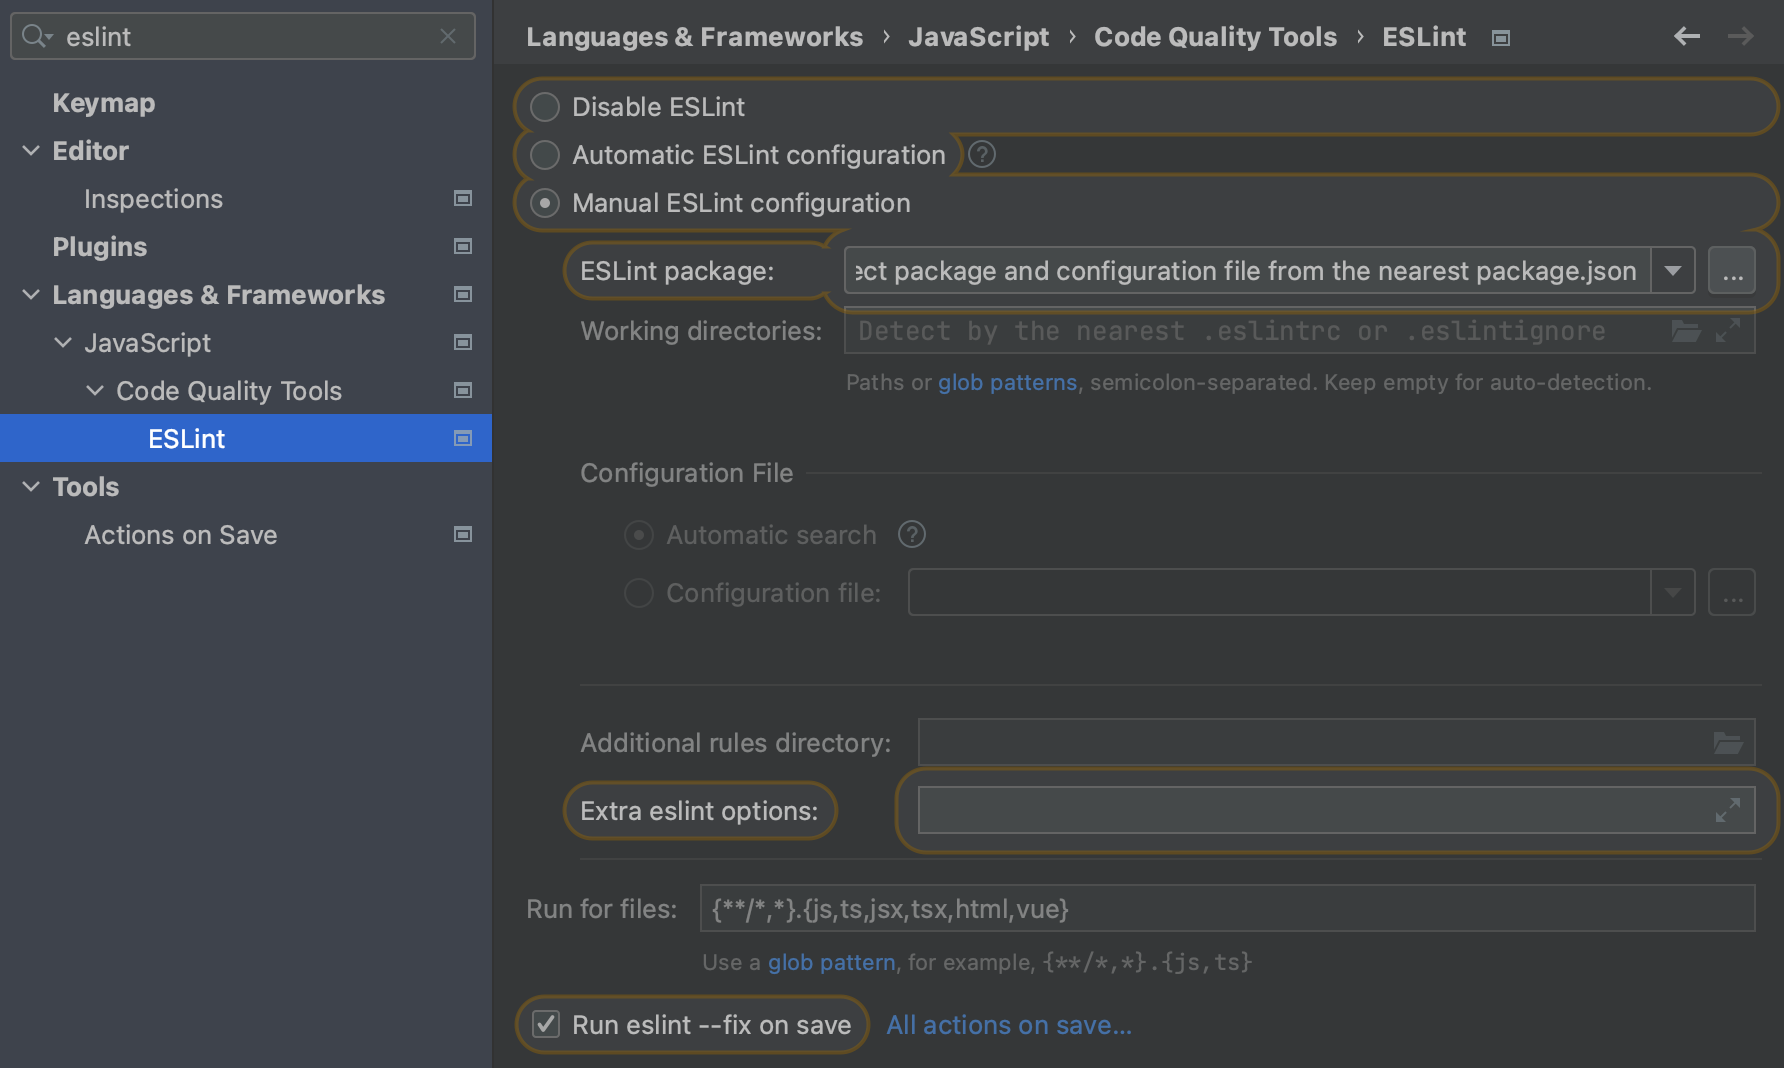 eslint
Keymap
Editor
Inspections
Plugins
Languages & Frameworks
JavaScript
Code Quality Tools
ESLint
Tools
Actions on Save
Languages & Frameworks › JavaScript › Code Quality Tools › ESLint
Disable ESLint
Automatic ESLint configuration ?
Manual ESLint configuration
ESLint package: ect package and configuration file from the nearest package.json ...
Working directories: Detect by the nearest .eslintrc or .eslintignore
Paths or glob patterns, semicolon-separated. Keep empty for auto-detection.
Configuration File
Automatic search ?
Configuration file: ...
Additional rules directory:
Extra eslint options:
Run for files: {**/*,*}.{js,ts,jsx,tsx,html,vue}
Use a glob pattern, for example, {**/*,*}.{js,ts}
Run eslint --fix on save All actions on save...